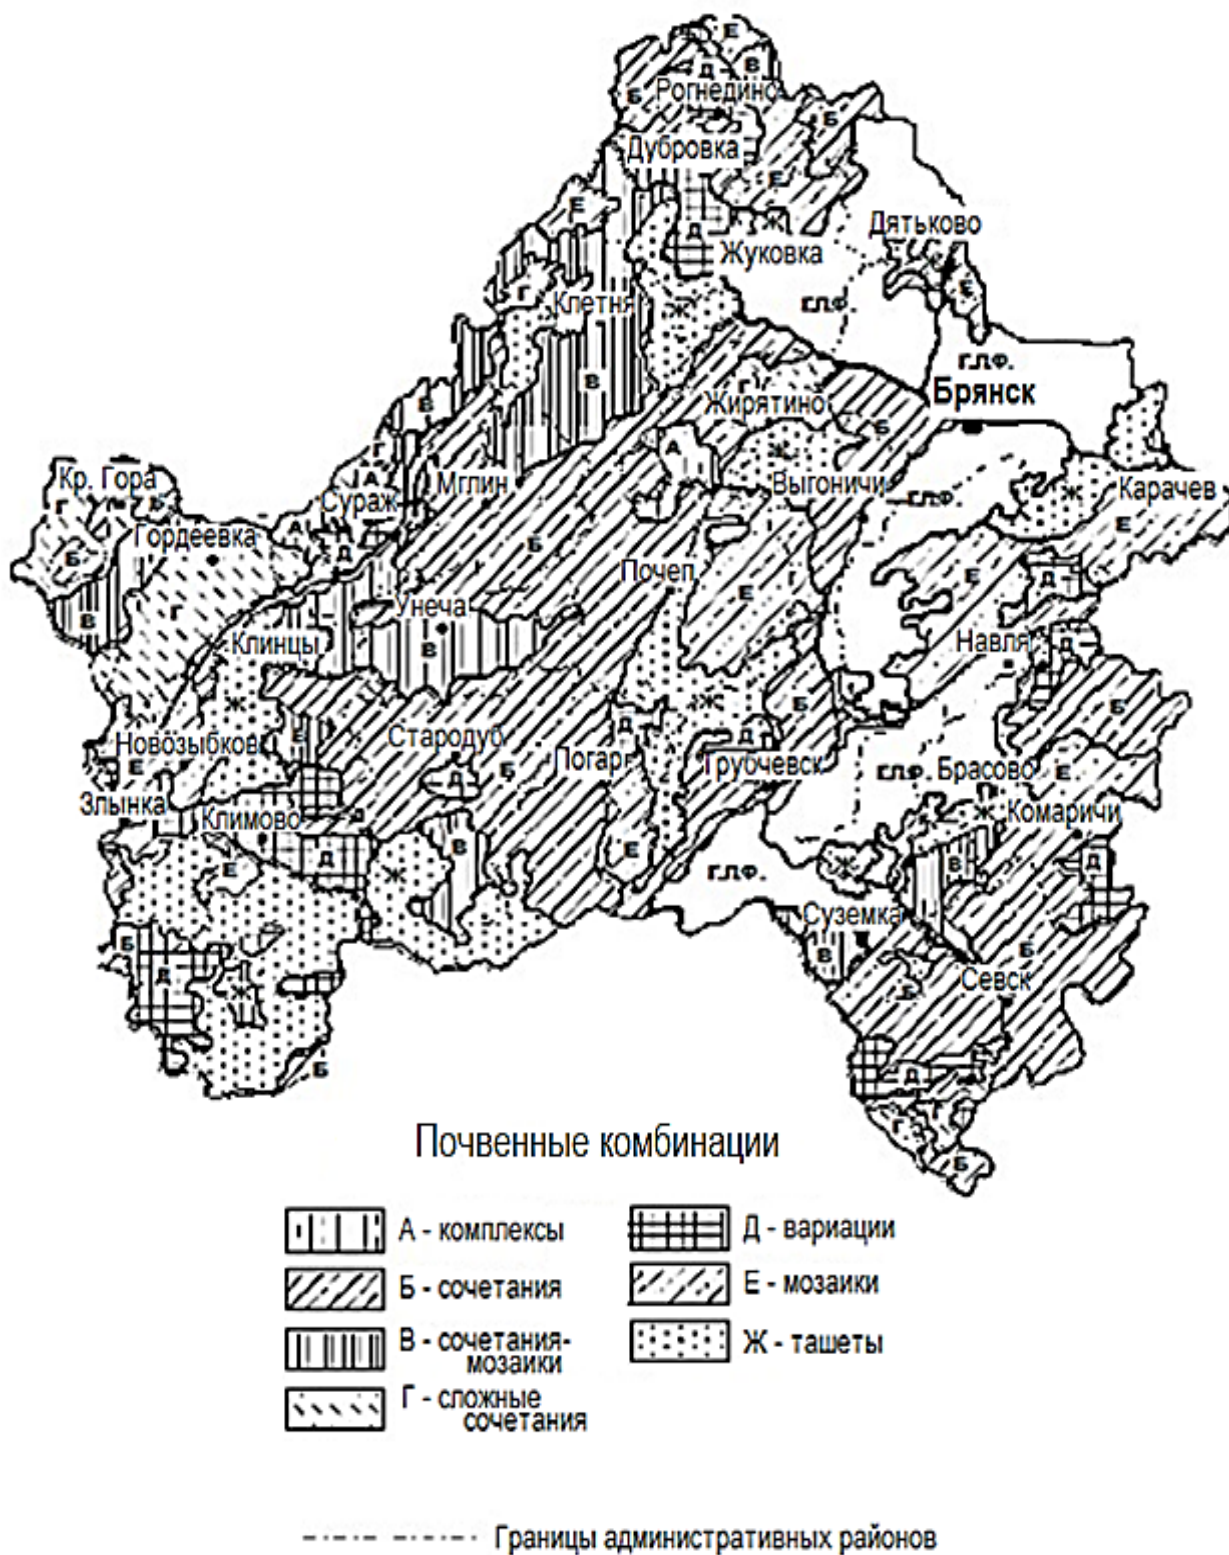 Е
Д
В
Рогнедино
Б
Б
Дубровка
Е
Е
Д
Ж
Дятьково
Жуковка
Г
Клетня
Ж
Г.Л.Ф.
Е
Г.Л.Ф.
Брянск
В
В
Г
Жирятино
Б
Г
А
А
Ж
Кр. Гора
Б
Сураж
Мглин
Выгоничи
Г.Л.Ф.
Ж
Карачев
Г
А
Гордеевка
Д
Б
Е
Б
Почеп
Е
Д
В
Г
Унеча
Е
Г
Клинцы
В
Навля
Д
Ж
Ж
Б
Б
Д
Новозыбков
Е
Стародуб
Д
Е
Д
Б
Погар
Трубчевск
Г.Л.Ф.
Брасово
Е
Злынка
Климово
Ж
Комаричи
Д
В
Е
Е
Ж
Г.Л.Ф.
Ж
В
Д
Суземка
Б
Д
Ж
В
Б
Севск
Б
Б
Д
Г
Г
Б
Почвенные комбинации
А - комплексы
Б - сочетания
В - сочетания-
мозаики
Г - сложные
сочетания
Д - вариации
Е - мозаики
Ж - ташеты
Границы административных районов